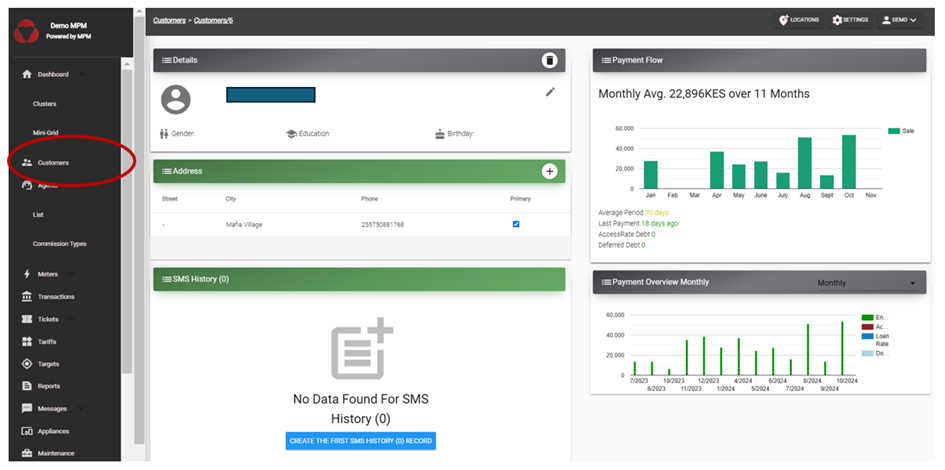 Demo MPM
Powered by MPM
Customers > Customers/6
LOCATIONS
SETTINGS
DEMO
Dashboard
Clusters
Mini-Grid
Customers
Agents
List
Commission Types
Meters
Transactions
Tickets
Tariffs
Targets
Reports
Messages
Appliances
Maintenance
Details
Gender:
Education:
Birthday:
Address
Street City Phone Primary
- Mafia Village 255750881768
SMS History (0)
No Data Found For SMS
History (0)
CREATE THE FIRST SMS HISTORY (0) RECORD
Payment Flow
Monthly Avg. 22,896KES over 11 Months
60,000
40,000
20,000
0
Jan Feb Mar Apr May June July Aug Sept Oct Nov
Sale
Average Period 70 days
Last Payment 18 days ago
AccessRate Debt 0
Deferred Debt 0
Payment Overview Monthly
Monthly
60,000
40,000
20,000
0
7/2023 10/2023 12/2023 4/2024 6/2024 8/2024 10/2024
8/2023 11/2023 1/2024 5/2024 7/2024 9/2024
En...
Ac...
Loan
Rate
Do...